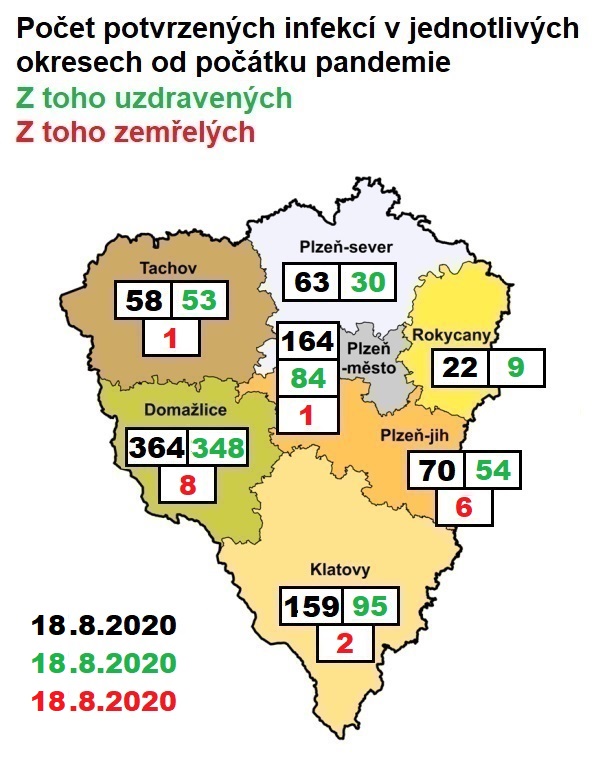 Počet potvrzených infekcí v jednotlivých
okresech od počátku pandemie
Z toho uzdravených
Z toho zemřelých
Plzeň-sever
63 30
Tachov
58 53
1
164
84
1
Plzeň
-město
Rokycany
22 9
Domažlice
364 348
8
Plzeň-jih
70 54
6
Klatovy
159 95
2
18.8.2020
18.8.2020
18.8.2020